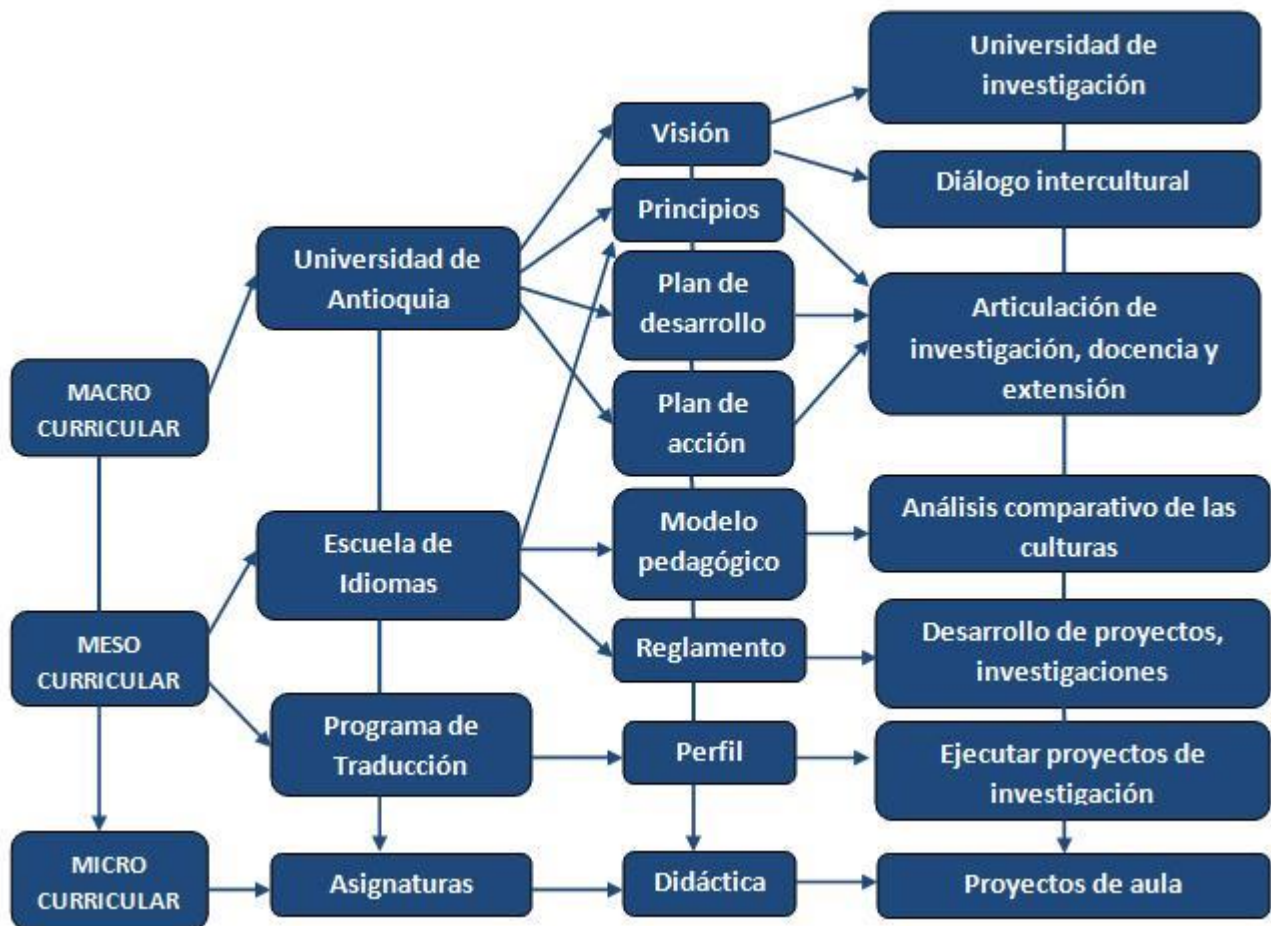 Universidad de
investigación
Visión
Diálogo intercultural
Principios
Universidad de
Antioquia
Plan de
desarrollo
Articulación de
investigación, docencia y
extensión
MACRO
CURRICULAR
Plan de
acción
Escuela de
Idiomas
Modelo
pedagógico
Análisis comparativo de las
culturas
MESO
CURRICULAR
Reglamento
Desarrollo de proyectos,
investigaciones
Programa de
Traducción
Perfil
Ejecutar proyectos de
investigación
MICRO
CURRICULAR
Asignaturas
Didáctica
Proyectos de aula